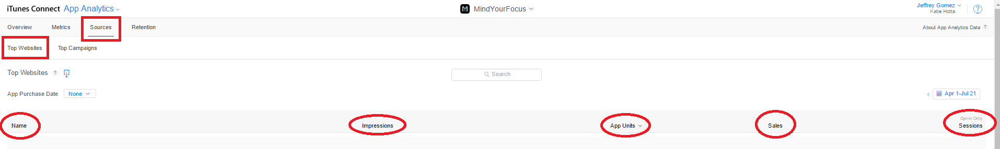 iTunes Connect App Analytics
M MindYourFocus
Jeffrey Gomez
Katie Hotta
?
Overview Metrics Sources Retention
About App Analytics Data ?
Top Websites Top Campaigns
Top Websites ?
Search
App Purchase Date None
Apr 1-Jul 21
Opt-in Only
Name Impressions App Units Sales Sessions